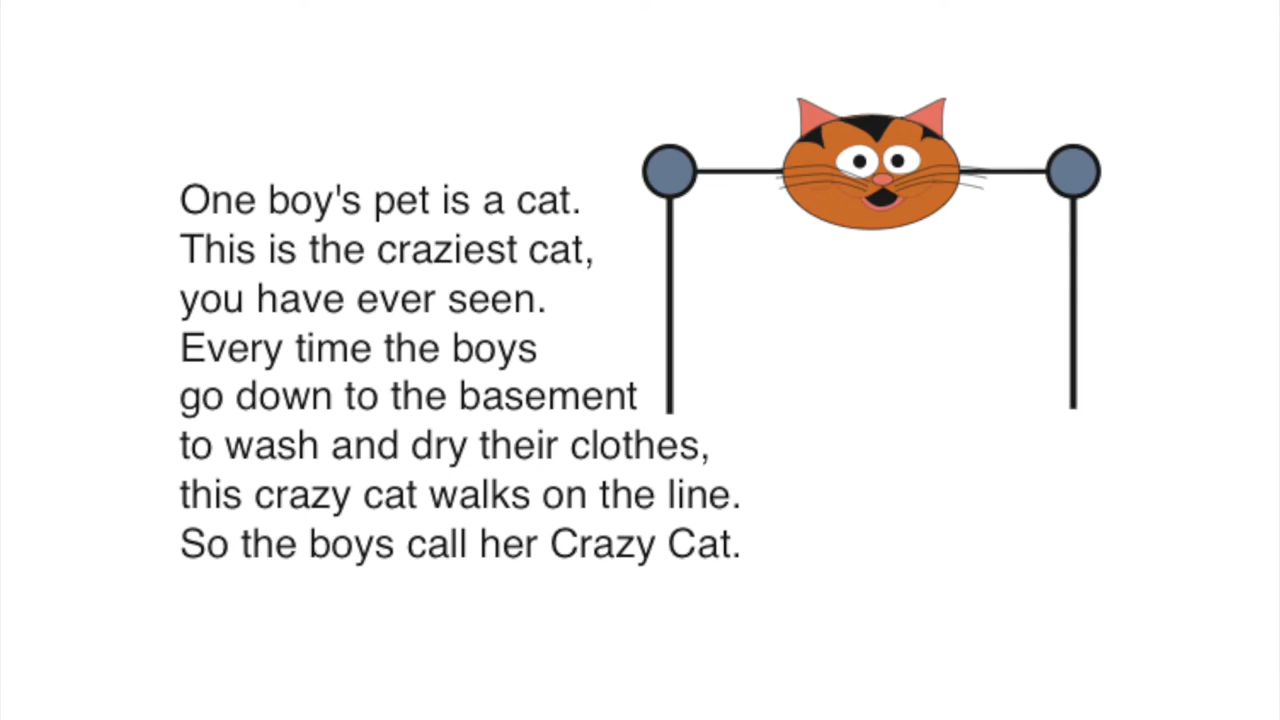 One boy's pet is a cat.
This is the craziest cat,
you have ever seen.
Every time the boys
go down to the basement
to wash and dry their clothes,
this crazy cat walks on the line.
So the boys call her Crazy Cat.